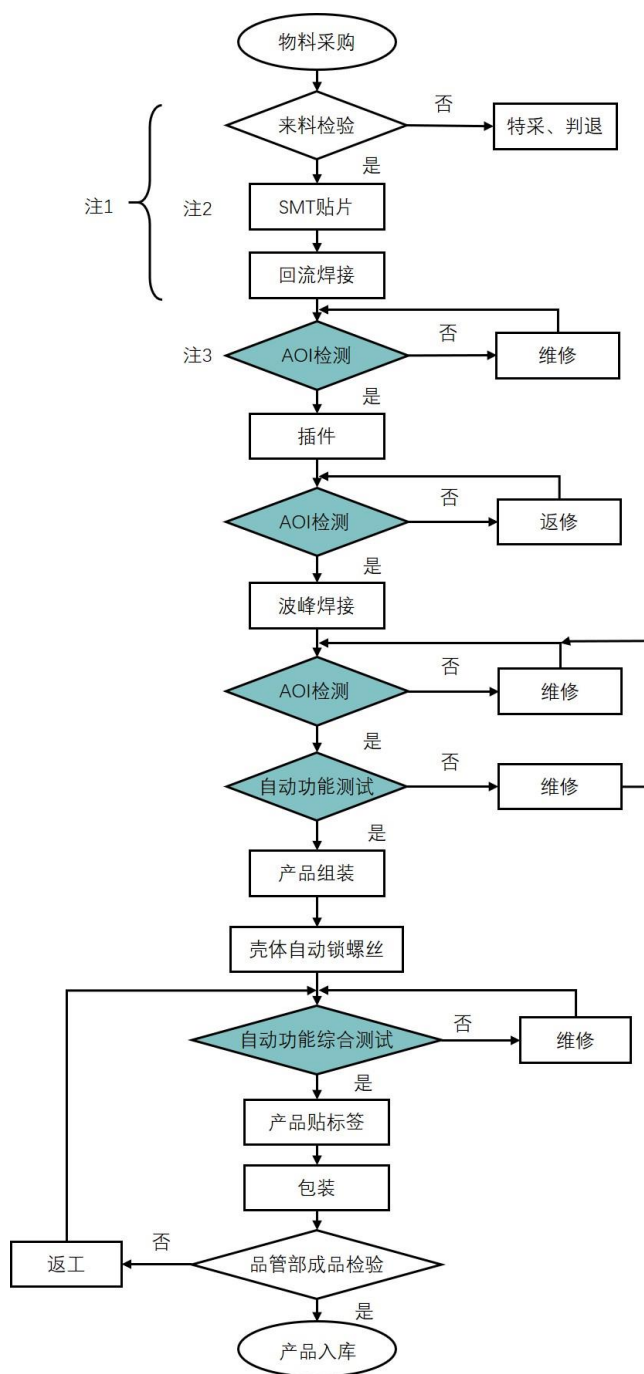 物料采购
来料检验
否
特采、判退
是
注1
注2
SMT贴片
回流焊接
注3
AOI检测
否
维修
是
插件
AOI检测
否
返修
是
波峰焊接
AOI检测
否
维修
是
自动功能测试
否
维修
是
产品组装
壳体自动锁螺丝
自动功能综合测试
否
维修
是
产品贴标签
包装
品管部成品检验
否
返工
是
产品入库